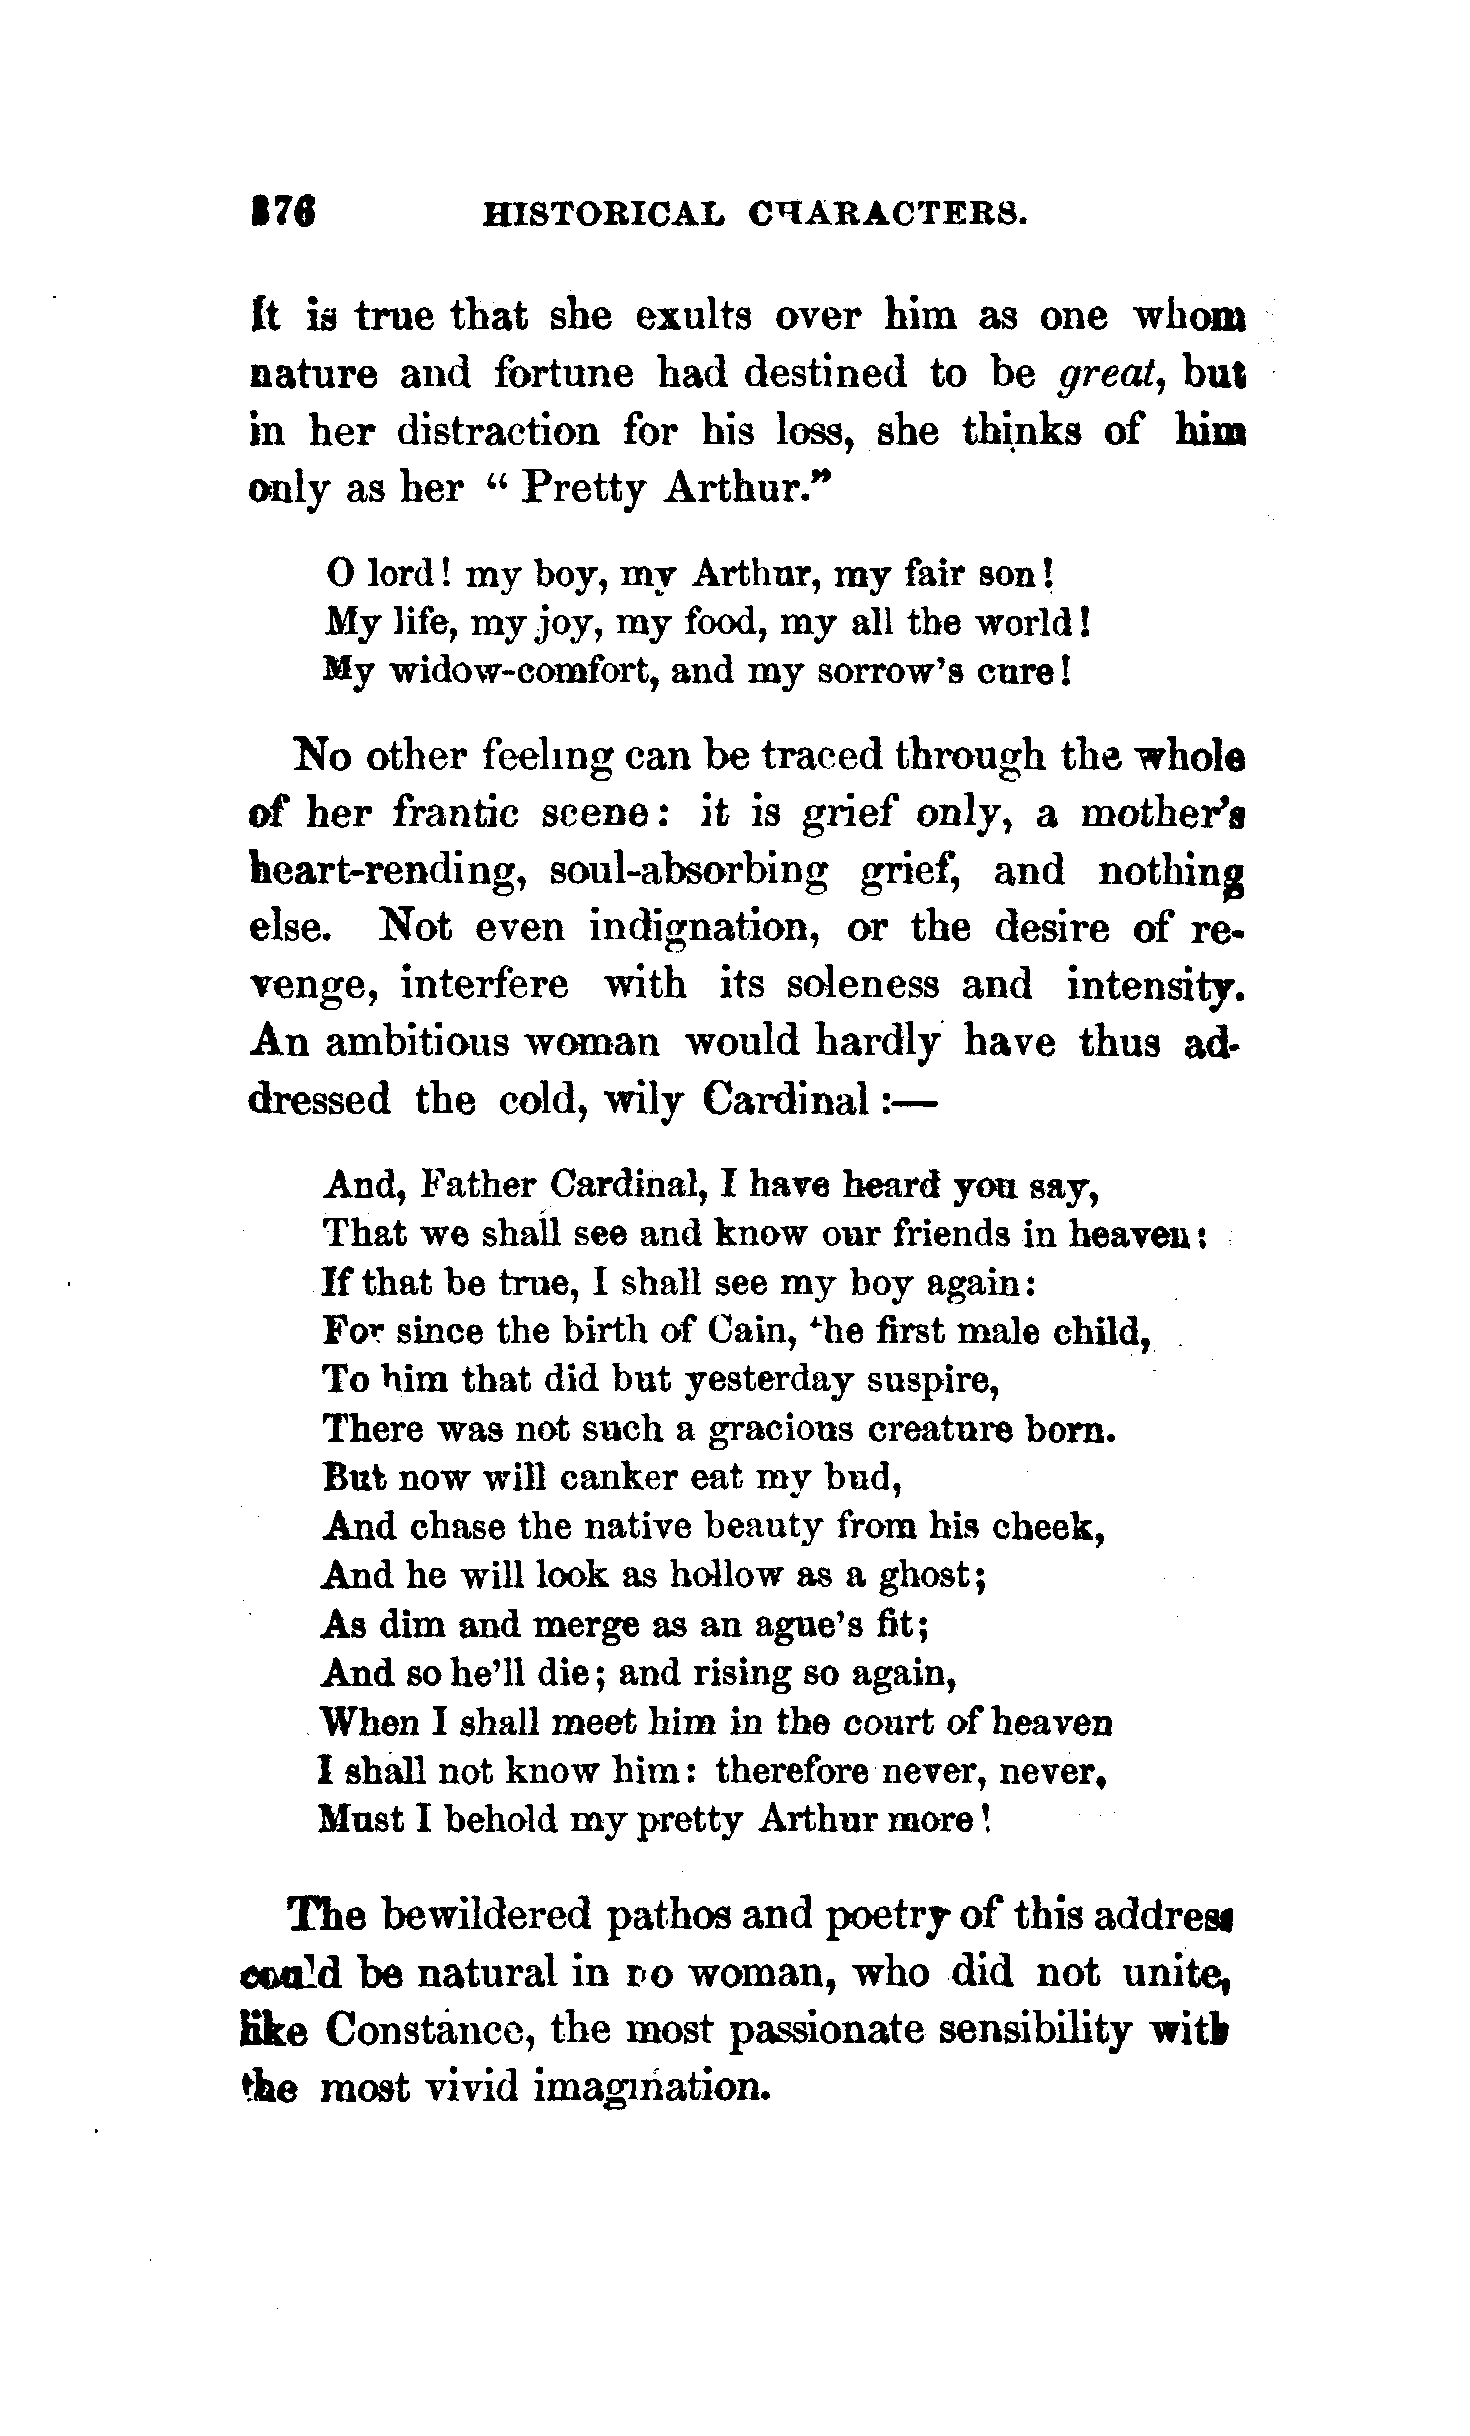 376 HISTORICAL CHARACTERS.
It is true that she exults over him as one whom
nature and fortune had destined to be great, but
in her distraction for his loss, she thinks of him
only as her “ Pretty Arthur.”
O lord! my boy, my Arthur, my fair son!
My life, my joy, my food, my all the world!
My widow-comfort, and my sorrow's cure!
No other feeling can be traced through the whole
of her frantic scene: it is grief only, a mother's
heart-rending, soul-absorbing grief, and nothing
else. Not even indignation, or the desire of re-
venge, interfere with its soleness and intensity.
An ambitious woman would hardly have thus ad-
dressed the cold, wily Cardinal :—
And, Father Cardinal, I have heard you say,
That we shall see and know our friends in heaven:
If that be true, I shall see my boy again:
For since the birth of Cain, the first male child,
To him that did but yesterday suspire,
There was not such a gracious creature born.
But now will canker eat my bud,
And chase the native beauty from his cheek,
And he will look as hollow as a ghost;
As dim and merge as an ague's fit;
And so he'll die; and rising so again,
When I shall meet him in the court of heaven
I shall not know him: therefore never, never,
Must I behold my pretty Arthur more!
The bewildered pathos and poetry of this address
could be natural in no woman, who did not unite,
like Constance, the most passionate sensibility with
the most vivid imagination.